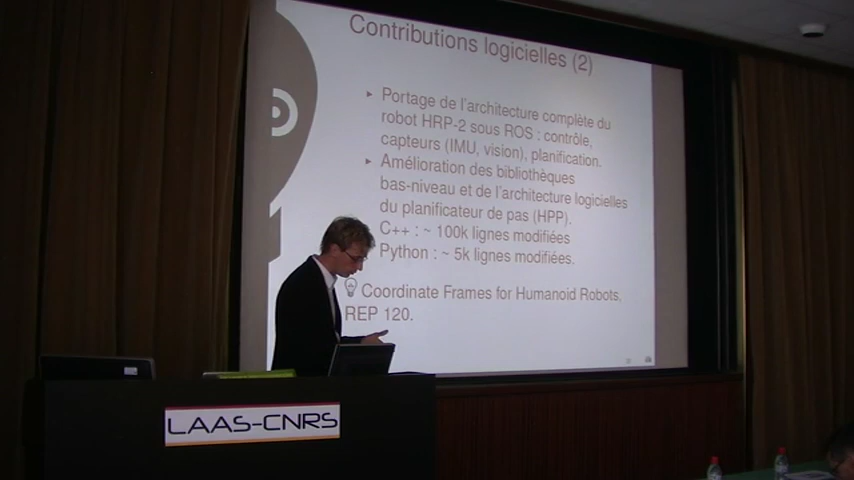 Contributions logicielles (2)
▸ Portage de l'architecture complète du
robot HRP-2 sous ROS : contrôle,
capteurs (IMU, vision), planification.
▸ Amélioration des bibliothèques
bas-niveau et de l'architecture logicielles
du planificateur de pas (HPP).
C++ : ~ 100k lignes modifiées
Python : ~ 5k lignes modifiées.
Coordinate Frames for Humanoid Robots,
REP 120.
LAAS-CNRS